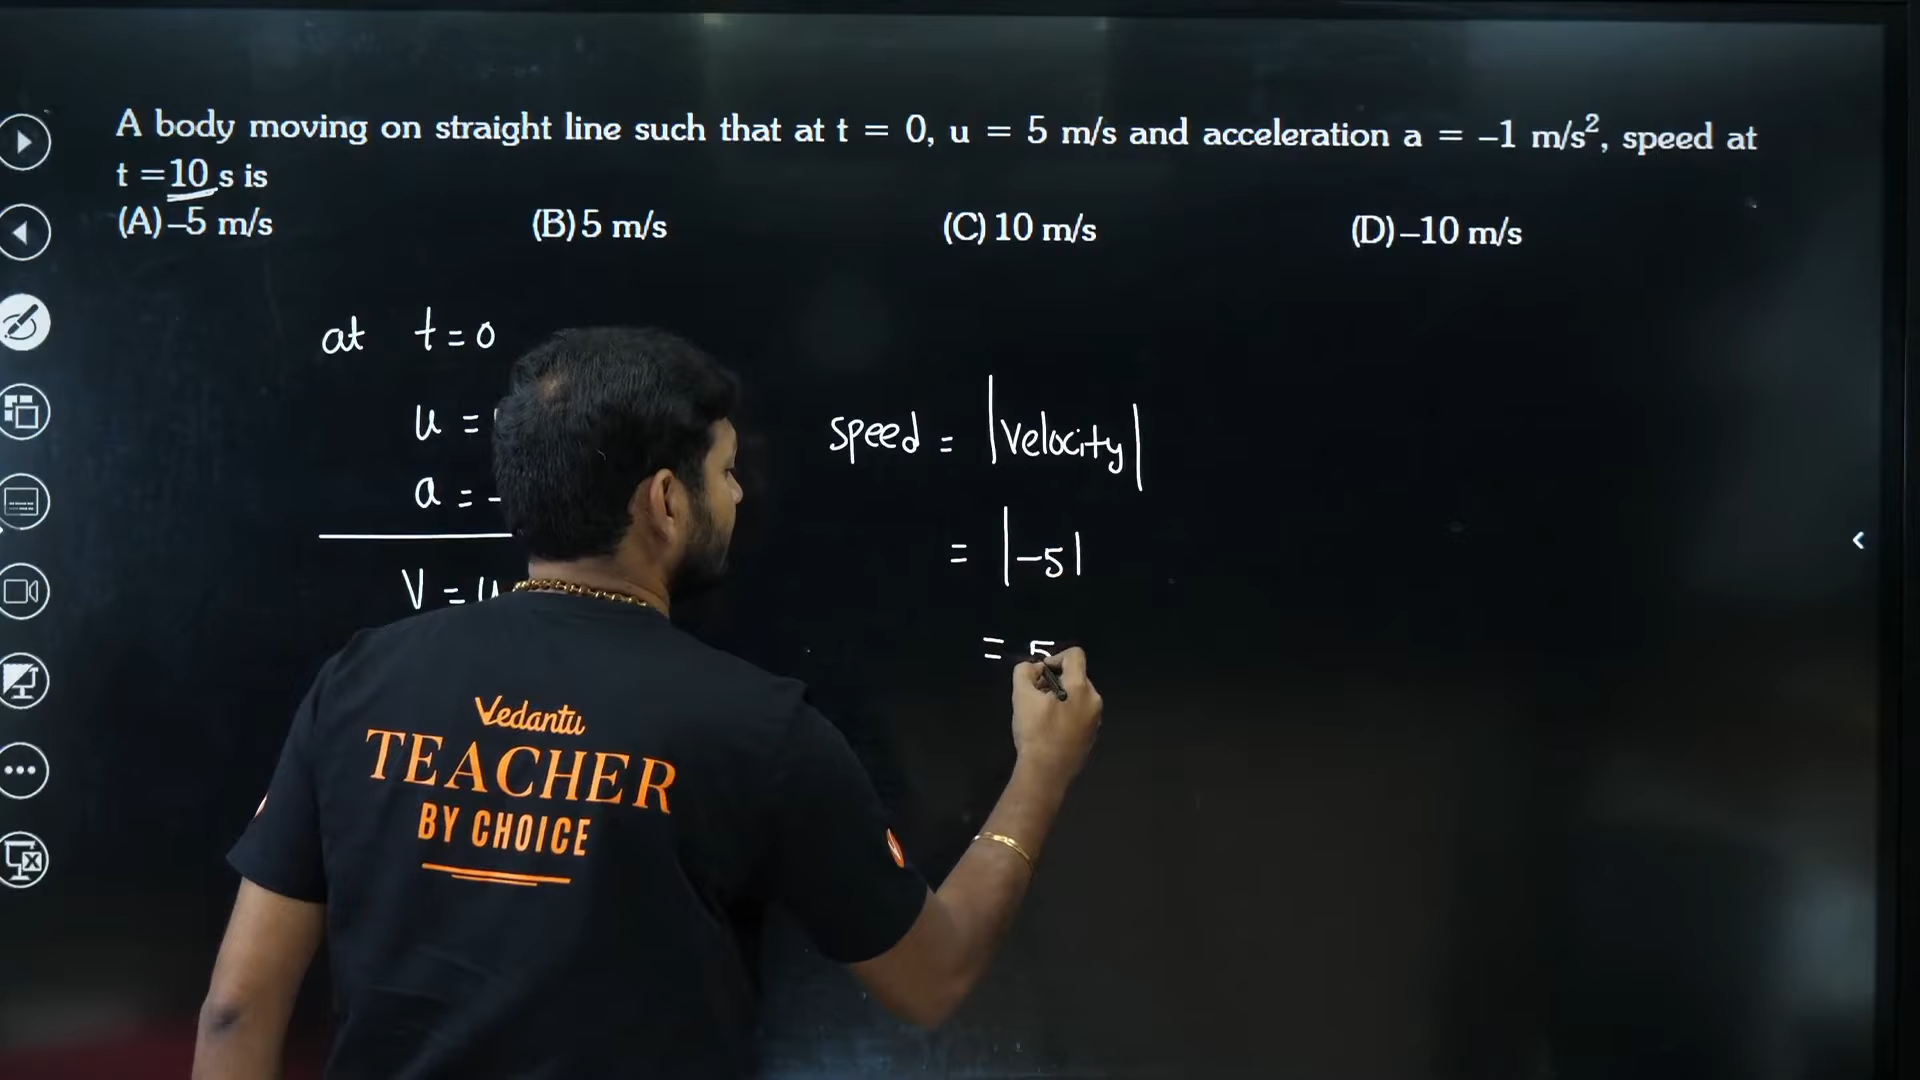 A body moving on straight line such that at t = 0, u = 5 m/s and acceleration a = –1 m/s², speed at
t = 10 s is
(A) –5 m/s (B) 5 m/s (C) 10 m/s (D) –10 m/s
at t = 0
u =
a = -
V = u
speed = |velocity|
= |-5|
= 5
Vedantu
TEACHER
BY CHOICE